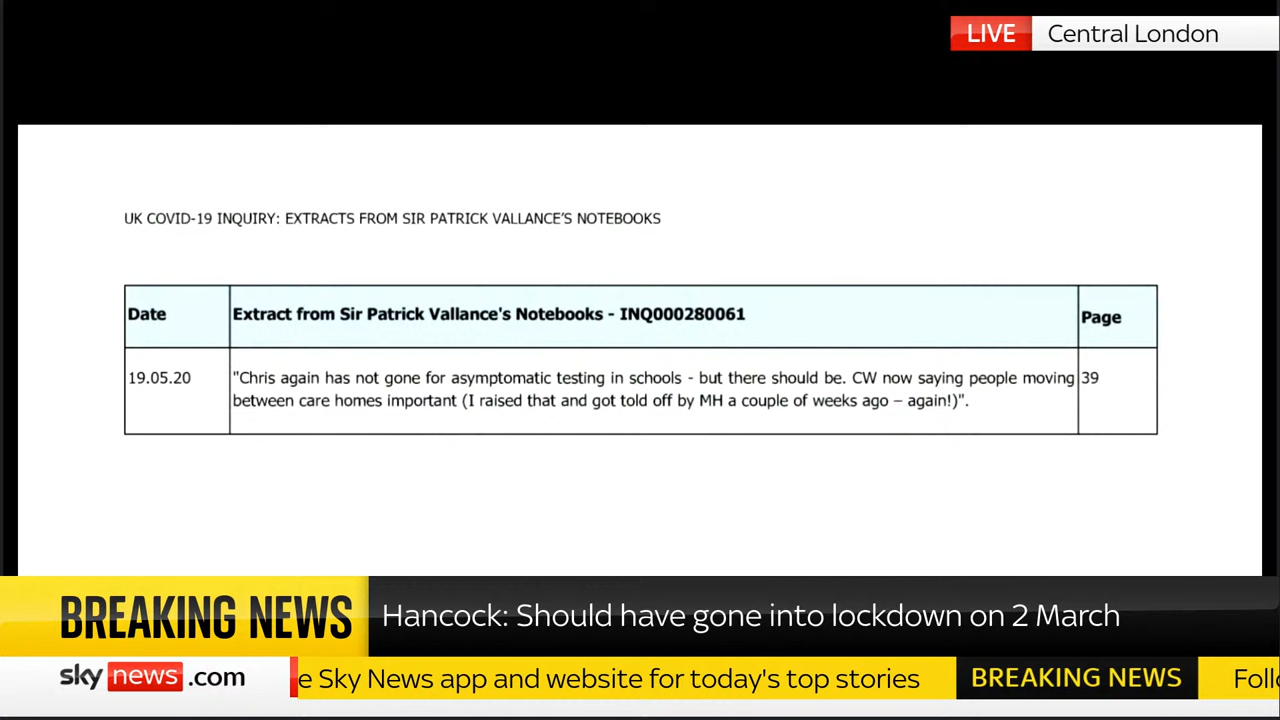 LIVE Central London
UK COVID-19 INQUIRY: EXTRACTS FROM SIR PATRICK VALLANCE'S NOTEBOOKS
Date Extract from Sir Patrick Vallance's Notebooks - INQ000280061 Page
19.05.20 "Chris again has not gone for asymptomatic testing in schools - but there should be. CW now saying people moving 39
between care homes important (I raised that and got told off by MH a couple of weeks ago – again!)".
BREAKING NEWS Hancock: Should have gone into lockdown on 2 March
sky news .com e Sky News app and website for today's top stories BREAKING NEWS Follo